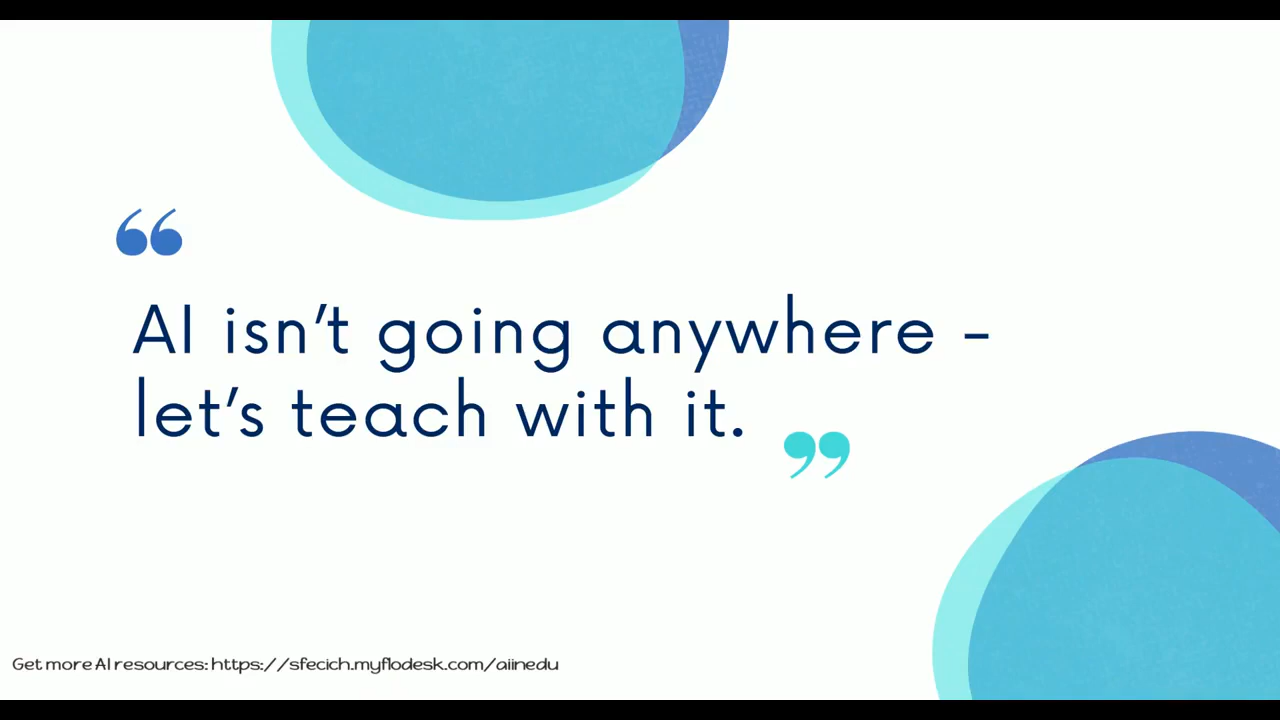 “
AI isn’t going anywhere -
let’s teach with it.
”
Get more AI resources: https://sfecich.myflodesk.com/aiinedu